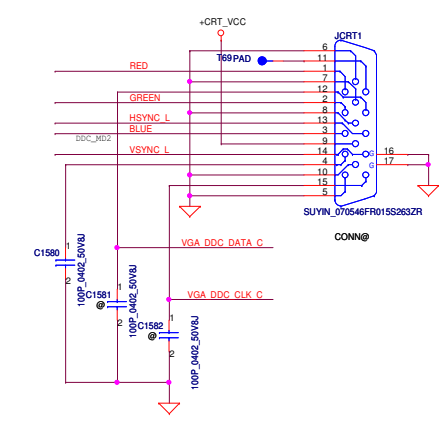 +CRT_VCC
JCRT1
6
T69 PAD
11
RED
1
7
12
GREEN
2
8
HSYNC_L
13
BLUE
3
DDC_MD2
9
VSYNC_L
14
G
16
4
G
17
10
15
5
SUYIN_070546FR015S263ZR
CONN@
VGA_DDC_DATA_C
1
C1580
2
100P_0402_50V8J
1
C1581
@
2
100P_0402_50V8J
VGA_DDC_CLK_C
1
C1582
@
2
100P_0402_50V8J